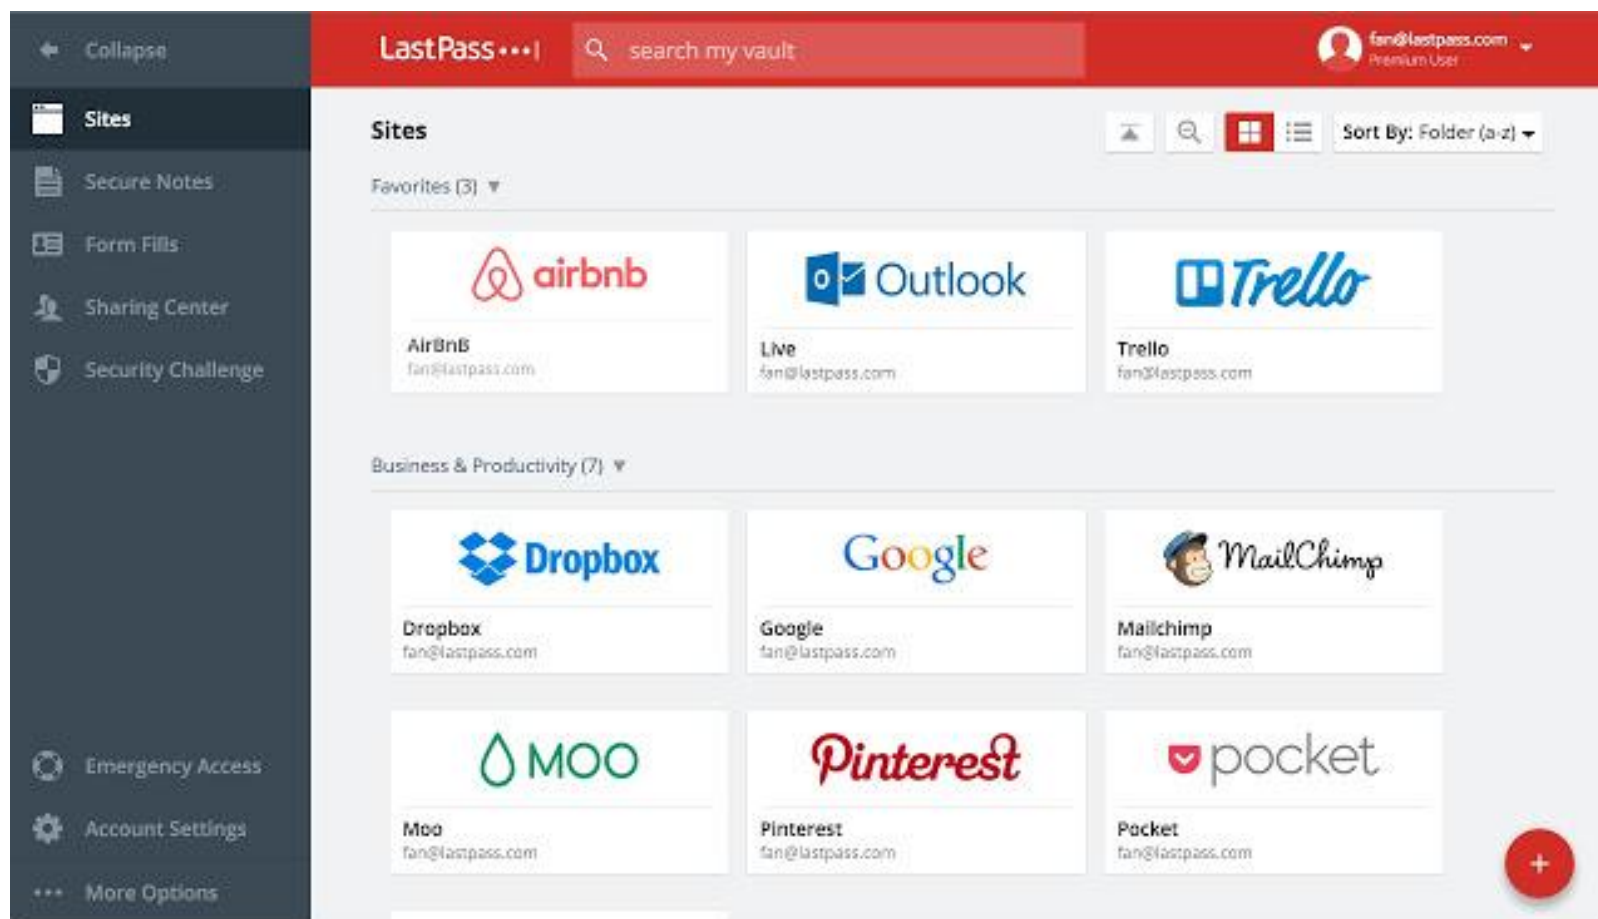 Collapse
LastPass•••|
search my vault
fan@lastpass.com
Premium User
Sites
Secure Notes
Form Fills
Sharing Center
Security Challenge
Emergency Access
Account Settings
More Options
Sites
Sort By: Folder (a-z)
Favorites (3)
airbnb
Outlook
Trello
AirBnB
Live
Trello
fan@lastpass.com
fan@lastpass.com
fan@lastpass.com
Business & Productivity (7)
Dropbox
Google
MailChimp
Dropbox
Google
Mailchimp
fan@lastpass.com
fan@lastpass.com
fan@lastpass.com
MOO
Pinterest
pocket
Moo
Pinterest
Pocket
fan@lastpass.com
fan@lastpass.com
fan@lastpass.com